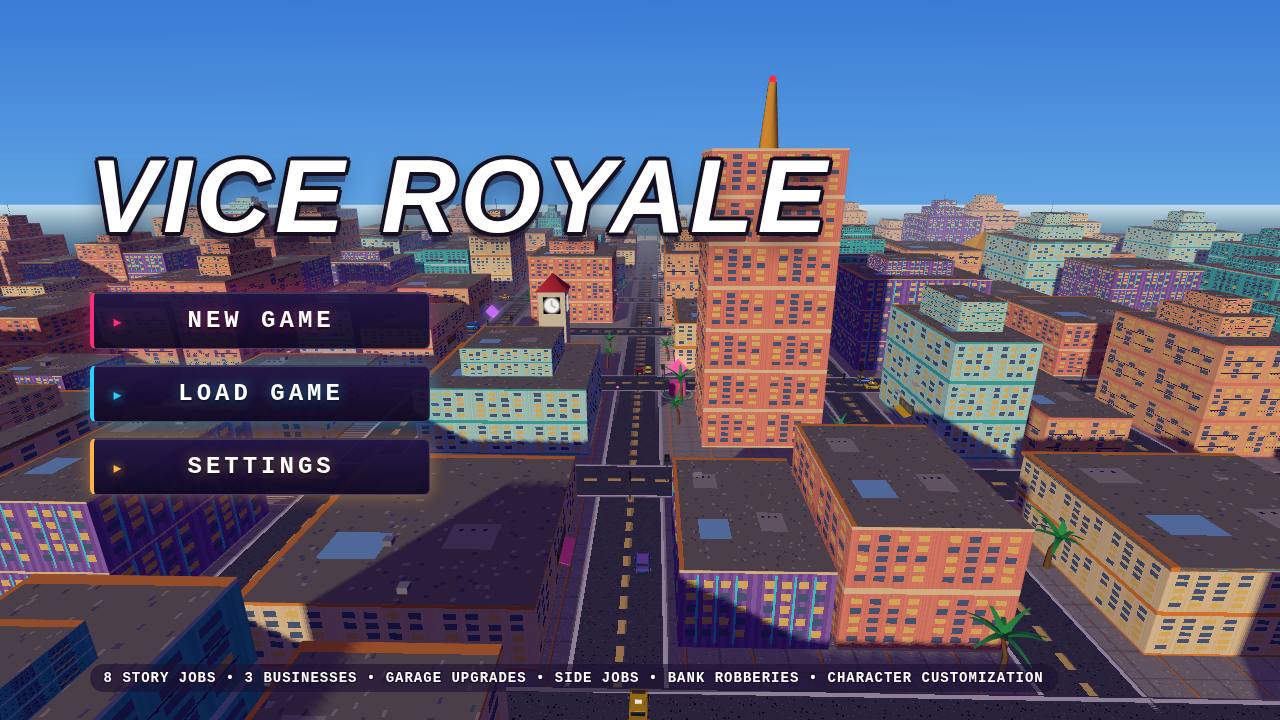 VICE ROYALE
NEW GAME
LOAD GAME
SETTINGS
8 STORY JOBS • 3 BUSINESSES • GARAGE UPGRADES • SIDE JOBS • BANK ROBBERIES • CHARACTER CUSTOMIZATION